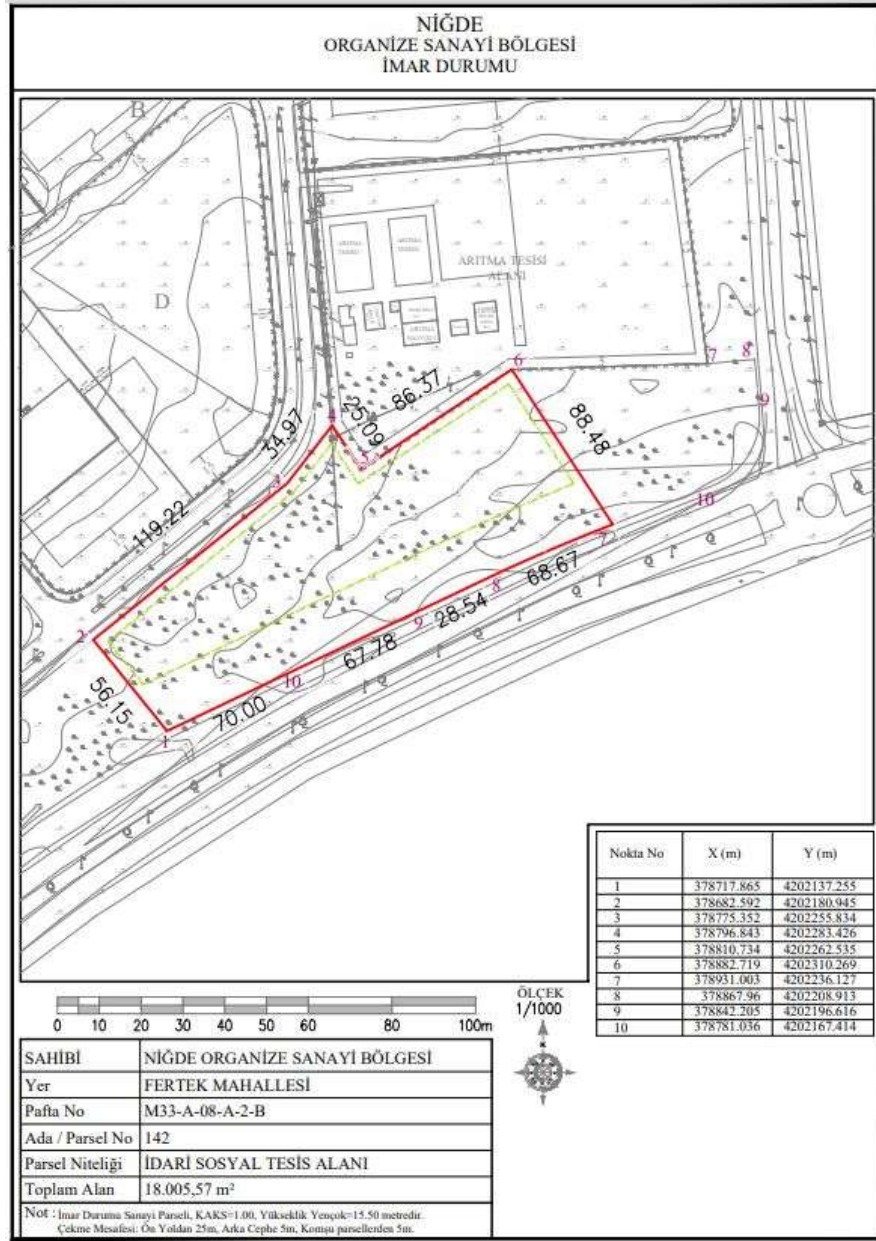 NİĞDE
ORGANİZE SANAYİ BÖLGESİ
İMAR DURUMU
B
D
ARITMA TESİSİ
ALANI
6
7
8
9
10
4
5
3
2
1
7
8
9
10
34.97
25.09
86.37
88.48
119.22
68.67
28.54
67.78
70.00
56.15
Nokta No X (m) Y (m)
1 378717.865 4202137.255
2 378682.592 4202180.945
3 378775.352 4202255.834
4 378796.843 4202283.426
5 378810.734 4202262.535
6 378882.719 4202310.269
7 378931.003 4202236.127
8 378867.96 4202208.913
9 378842.205 4202196.616
10 378781.036 4202167.414
0 10 20 30 40 50 60 80 100m
ÖLÇEK
1/1000
SAHİBİ NİĞDE ORGANİZE SANAYİ BÖLGESİ
Yer FERTEK MAHALLESİ
Pafta No M33-A-08-A-2-B
Ada / Parsel No 142
Parsel Niteliği İDARİ SOSYAL TESİS ALANI
Toplam Alan 18.005,57 m²
Not : İmar Durumu Sanayi Parseli, KAKS=1.00, Yükseklik Yençok=15.50 metredir.
Çekme Mesafesi: Ön Yoldan 25m, Arka Cephe 5m, Komşu parsellerden 5m.